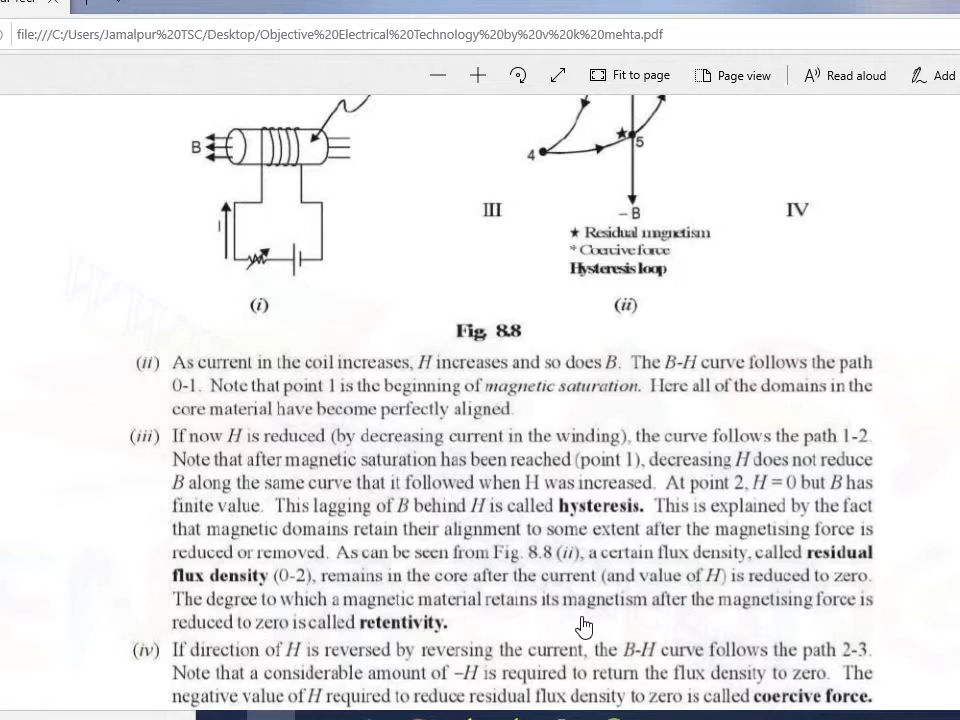 file:///C:/Users/Jamalpur%20TSC/Desktop/Objective%20Electrical%20Technology%20by%20v%20k%20mehta.pdf
Fit to page
Page view
Read aloud
Add
B
I
4
5
III
– B
IV
★ Residual magnetism
* Coercive force
Hysteresis loop
(i)
(ii)
Fig. 8.8
(ii) As current in the coil increases, H increases and so does B. The B-H curve follows the path
0-1. Note that point 1 is the beginning of magnetic saturation. Here all of the domains in the
core material have become perfectly aligned.
(iii) If now H is reduced (by decreasing current in the winding), the curve follows the path 1-2.
Note that after magnetic saturation has been reached (point 1), decreasing H does not reduce
B along the same curve that it followed when H was increased. At point 2, H = 0 but B has
finite value. This lagging of B behind H is called hysteresis. This is explained by the fact
that magnetic domains retain their alignment to some extent after the magnetising force is
reduced or removed. As can be seen from Fig. 8.8 (ii), a certain flux density, called residual
flux density (0-2), remains in the core after the current (and value of H) is reduced to zero.
The degree to which a magnetic material retains its magnetism after the magnetising force is
reduced to zero is called retentivity.
(iv) If direction of H is reversed by reversing the current, the B-H curve follows the path 2-3.
Note that a considerable amount of –H is required to return the flux density to zero. The
negative value of H required to reduce residual flux density to zero is called coercive force.